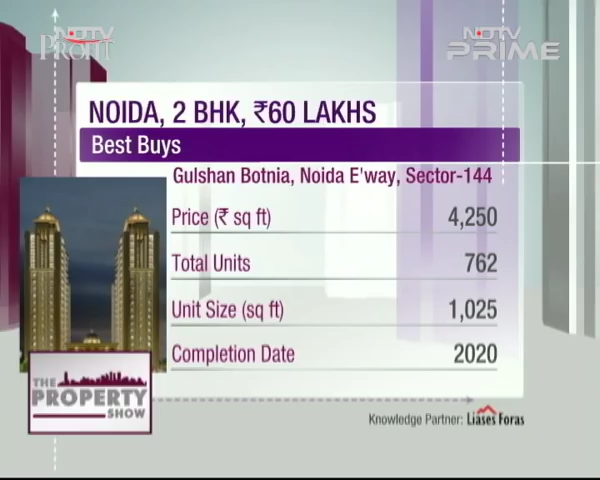 NDTV
PROFIT
NDTV
PRIME
NOIDA, 2 BHK, ₹60 LAKHS
Best Buys
Gulshan Botnia, Noida E'way, Sector-144
Price (₹ sq ft) 4,250
Total Units 762
Unit Size (sq ft) 1,025
Completion Date 2020
THE
PROPERTY
SHOW
Knowledge Partner: Liases Foras